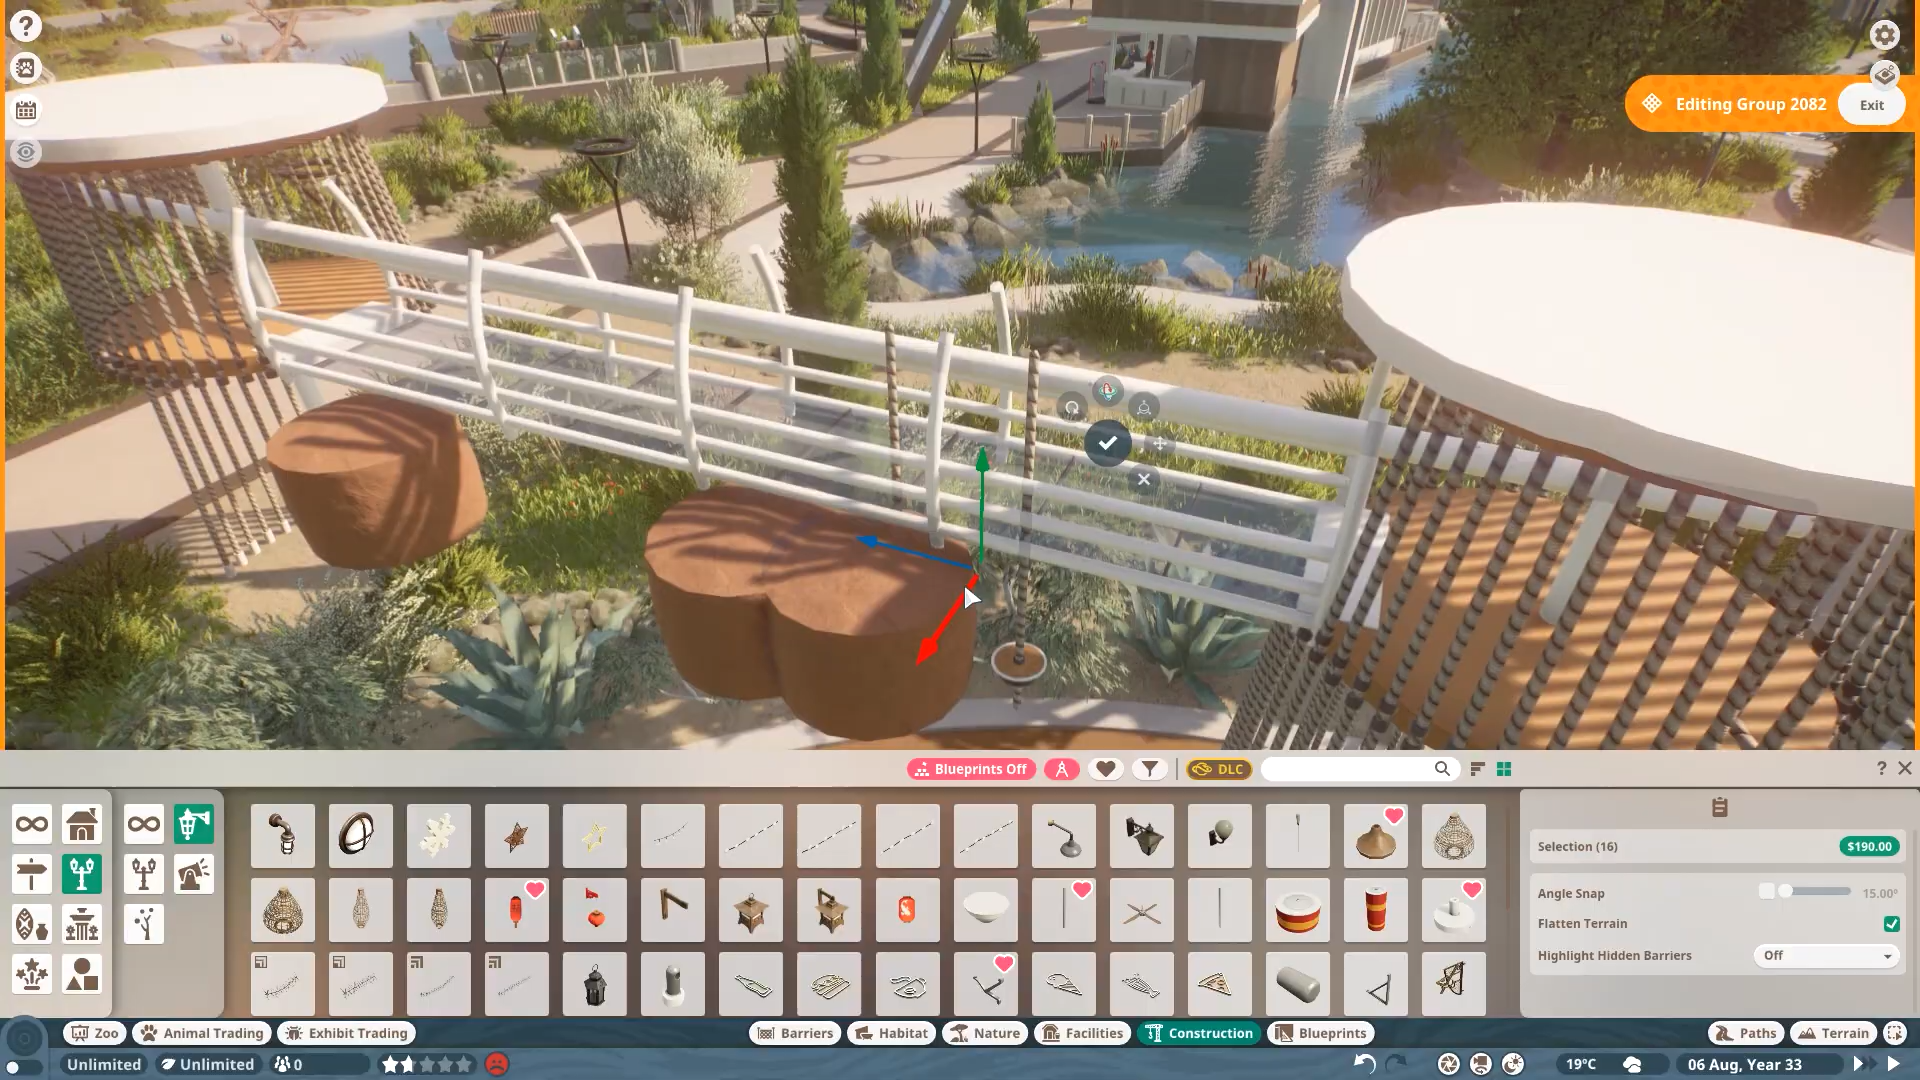 Editing Group 2082
Exit
Blueprints Off
DLC
Selection (16)
$190.00
Angle Snap
15.00°
Flatten Terrain
Highlight Hidden Barriers
Off
Zoo
Animal Trading
Exhibit Trading
Barriers
Habitat
Nature
Facilities
Construction
Blueprints
Paths
Terrain
Unlimited
Unlimited
0
19°C
06 Aug, Year 33